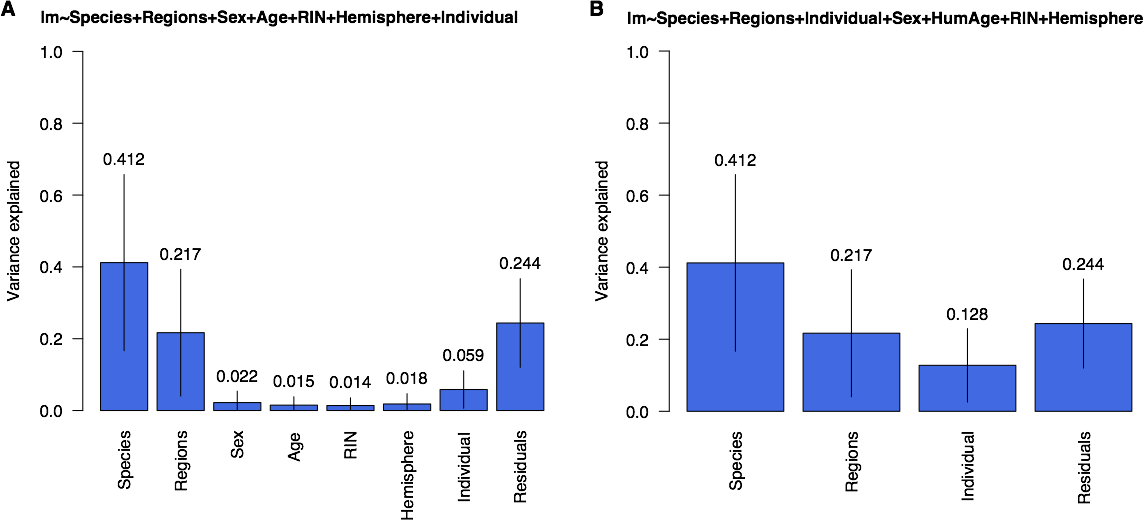 A
lm~Species+Regions+Sex+Age+RIN+Hemisphere+Individual
Variance explained
1.0
0.8
0.6
0.4
0.2
0.0
0.412
0.217
0.022
0.015
0.014
0.018
0.059
0.244
Species
Regions
Sex
Age
RIN
Hemisphere
Individual
Residuals
B
lm~Species+Regions+Individual+Sex+HumAge+RIN+Hemisphere
Variance explained
1.0
0.8
0.6
0.4
0.2
0.0
0.412
0.217
0.128
0.244
Species
Regions
Individual
Residuals